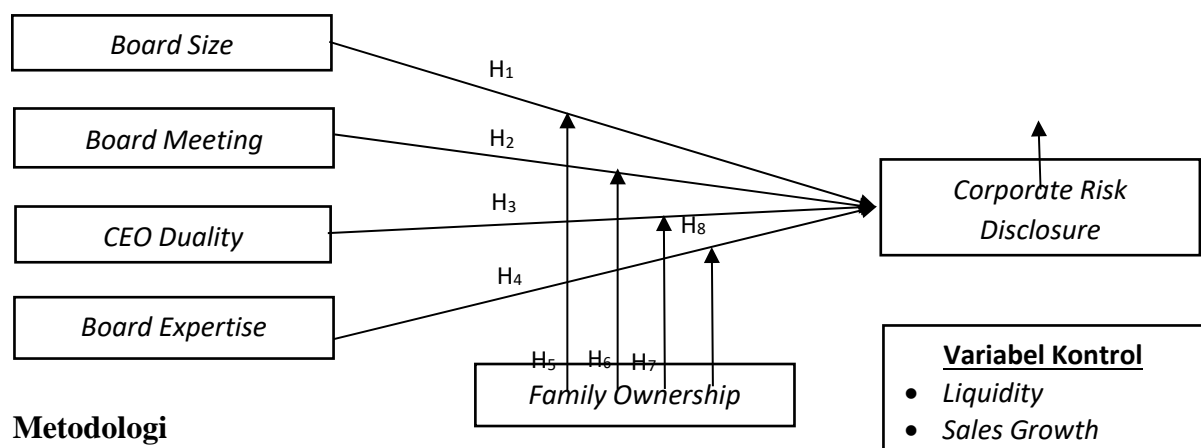 Board Size
H1
Board Meeting
H2
Corporate Risk
Disclosure
H3
H8
CEO Duality
H4
Board Expertise
H5
H6
H7
Family Ownership
Variabel Kontrol
• Liquidity
• Sales Growth
Metodologi